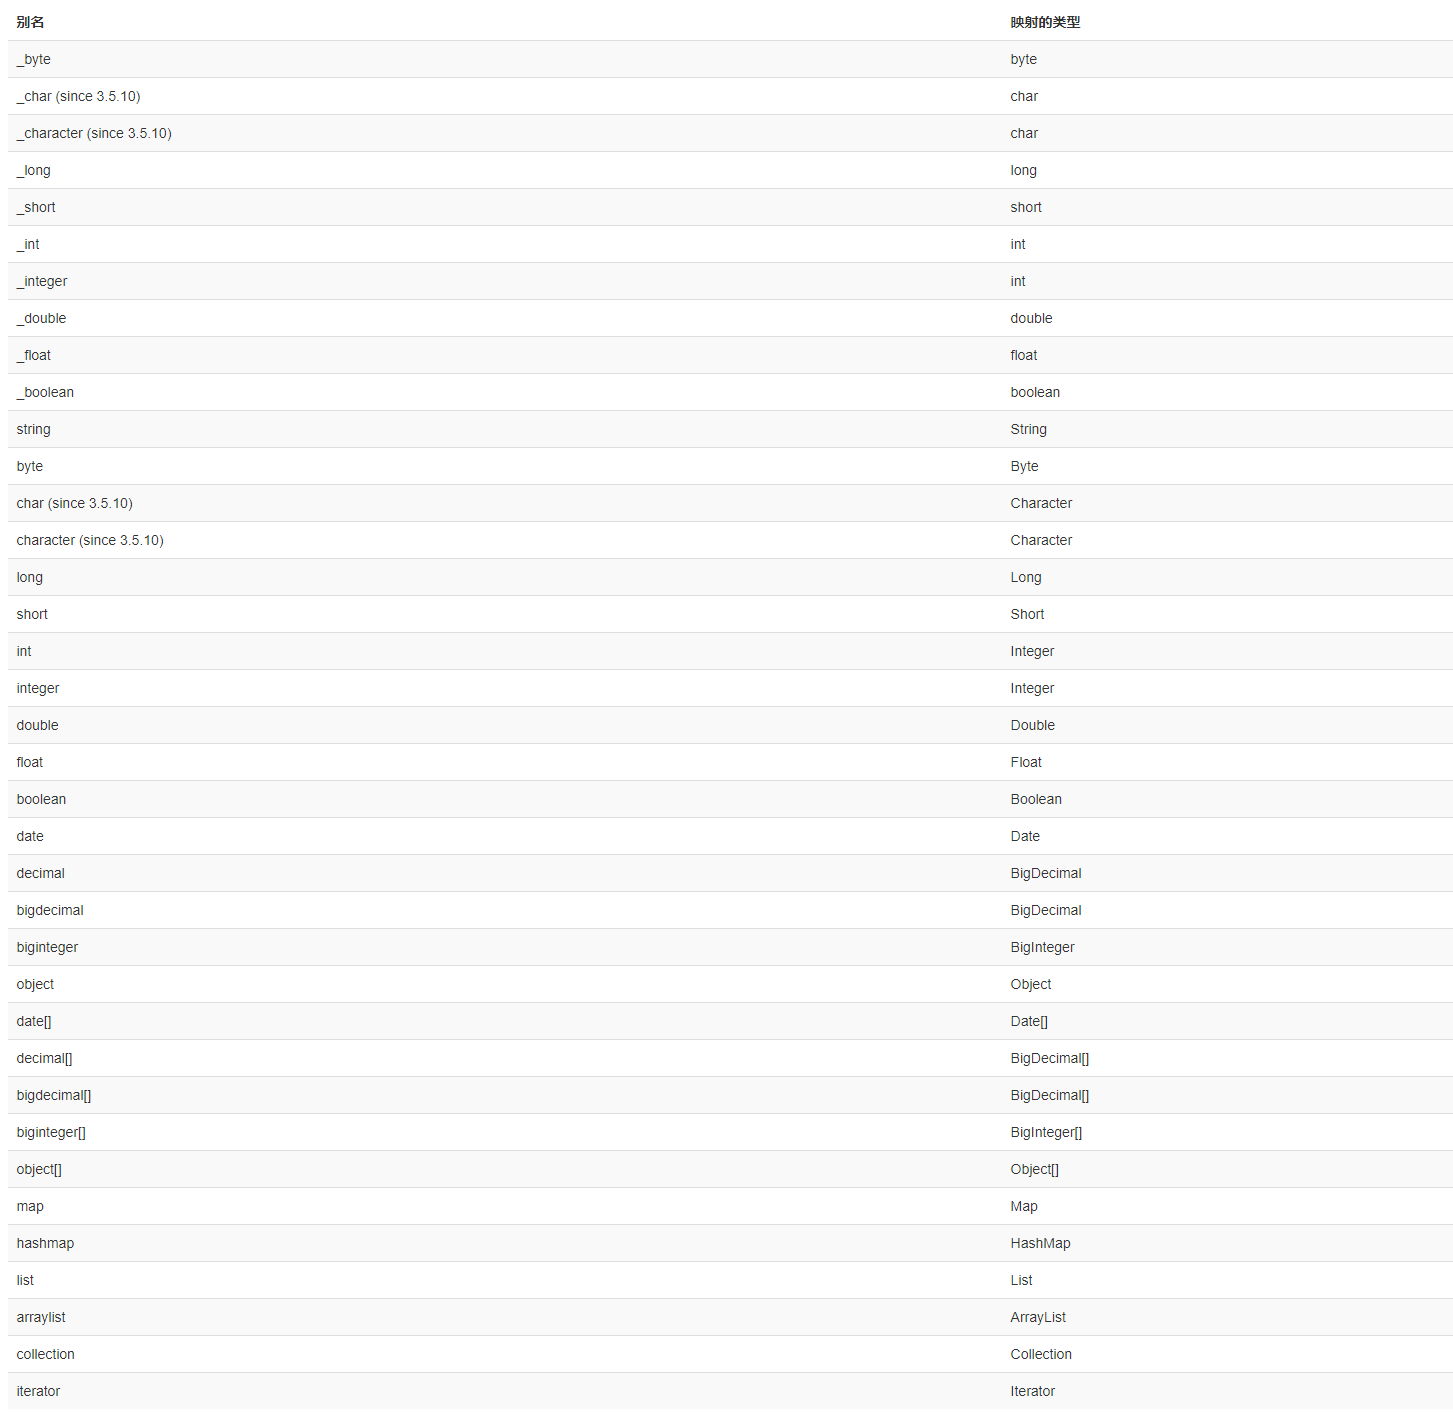 别名 映射的类型
_byte byte
_char (since 3.5.10) char
_character (since 3.5.10) char
_long long
_short short
_int int
_integer int
_double double
_float float
_boolean boolean
string String
byte Byte
char (since 3.5.10) Character
character (since 3.5.10) Character
long Long
short Short
int Integer
integer Integer
double Double
float Float
boolean Boolean
date Date
decimal BigDecimal
bigdecimal BigDecimal
biginteger BigInteger
object Object
date[] Date[]
decimal[] BigDecimal[]
bigdecimal[] BigDecimal[]
biginteger[] BigInteger[]
object[] Object[]
map Map
hashmap HashMap
list List
arraylist ArrayList
collection Collection
iterator Iterator